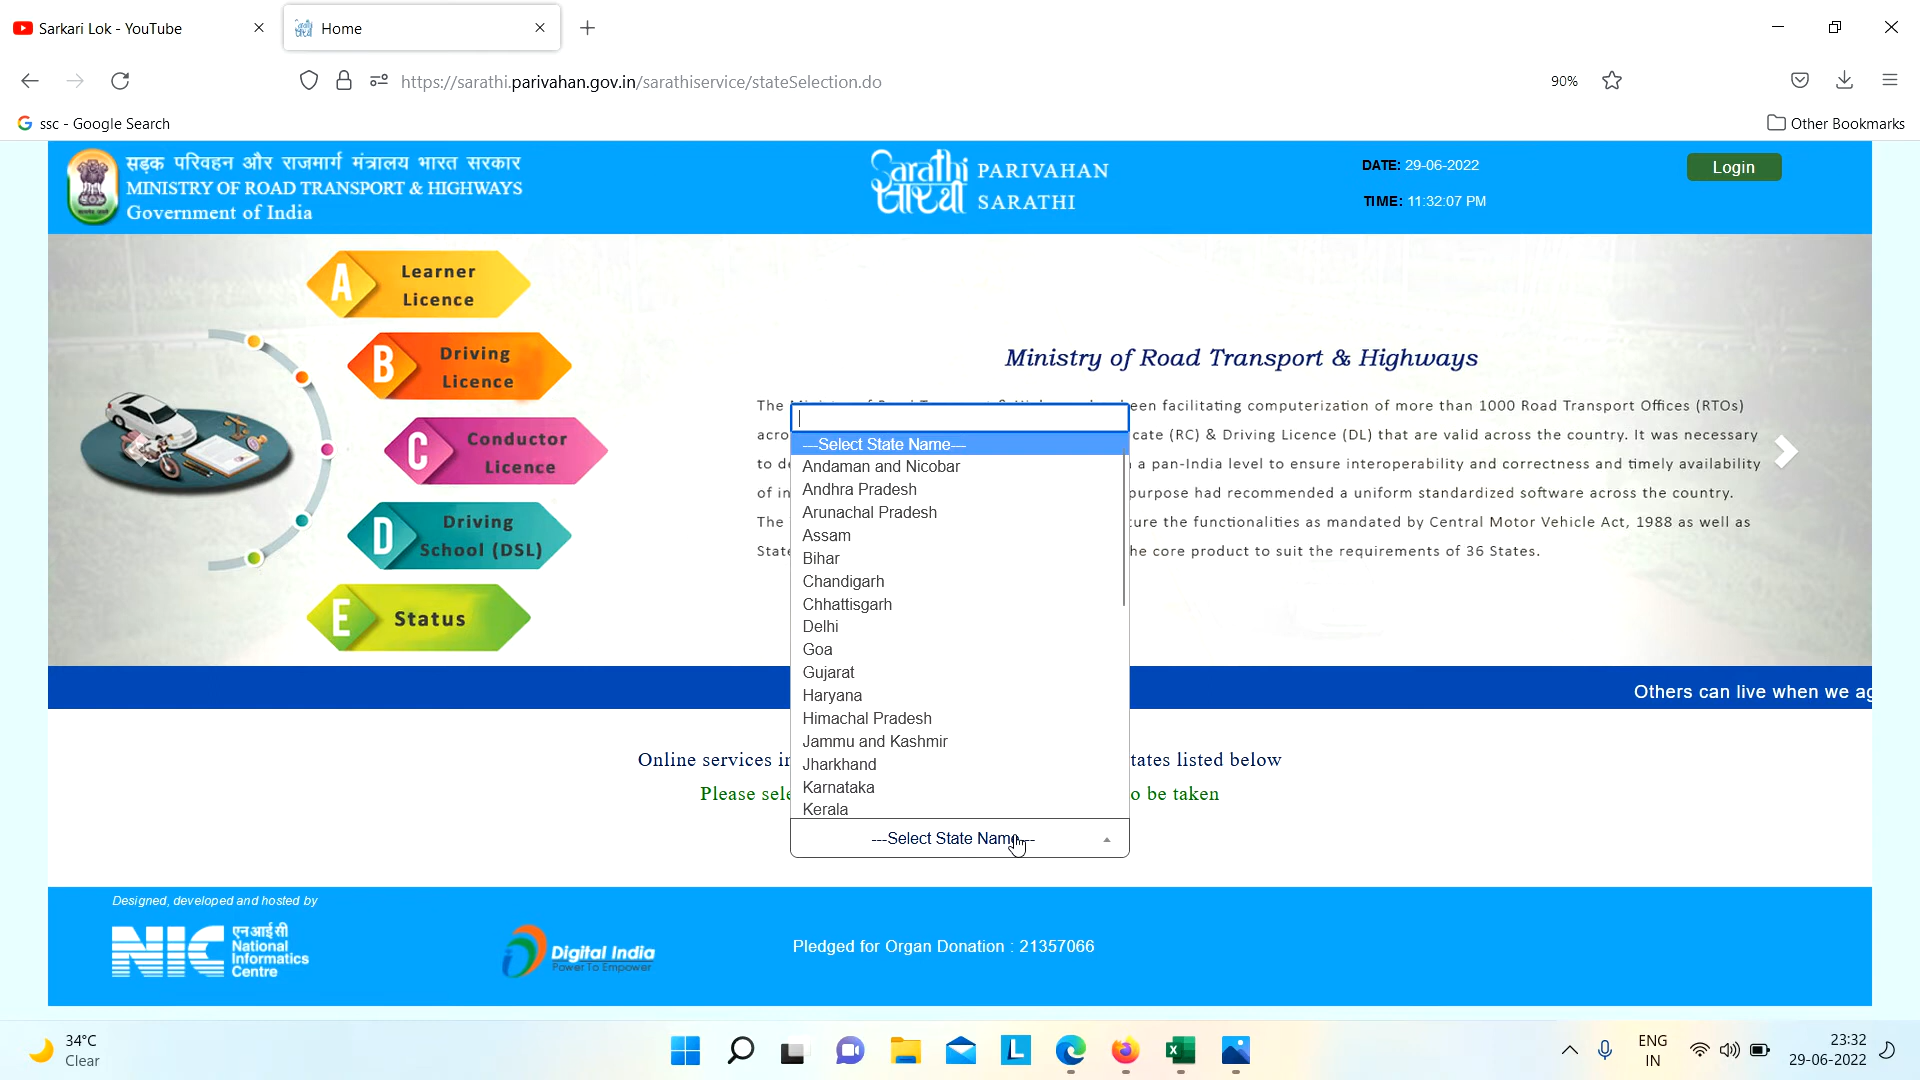 Sarkari Lok - YouTube
Home
https://sarathi.parivahan.gov.in/sarathiservice/stateSelection.do
90%
ssc - Google Search
Other Bookmarks
सड़क परिवहन और राजमार्ग मंत्रालय भारत सरकार
MINISTRY OF ROAD TRANSPORT & HIGHWAYS
Government of India
Sarathi
सारथी
PARIVAHAN
SARATHI
DATE: 29-06-2022
TIME: 11:32:07 PM
Login
A Learner
Licence
B Driving
Licence
C Conductor
Licence
D Driving
School (DSL)
E Status
Ministry of Road Transport & Highways
The
een facilitating computerization of more than 1000 Road Transport Offices (RTOs)
acro
cate (RC) & Driving Licence (DL) that are valid across the country. It was necessary
to de
a pan-India level to ensure interoperability and correctness and timely availability
of in
purpose had recommended a uniform standardized software across the country.
The
ure the functionalities as mandated by Central Motor Vehicle Act, 1988 as well as
State
he core product to suit the requirements of 36 States.
---Select State Name---
Andaman and Nicobar
Andhra Pradesh
Arunachal Pradesh
Assam
Bihar
Chandigarh
Chhattisgarh
Delhi
Goa
Gujarat
Haryana
Himachal Pradesh
Jammu and Kashmir
Jharkhand
Karnataka
Kerala
Others can live when we ag
Online services in
tates listed below
Please sele
o be taken
---Select State Name---
Designed, developed and hosted by
NIC
एन आई सी
National
Informatics
Centre
Digital India
Power To Empower
Pledged for Organ Donation : 21357066
34°C
Clear
ENG
IN
23:32
29-06-2022